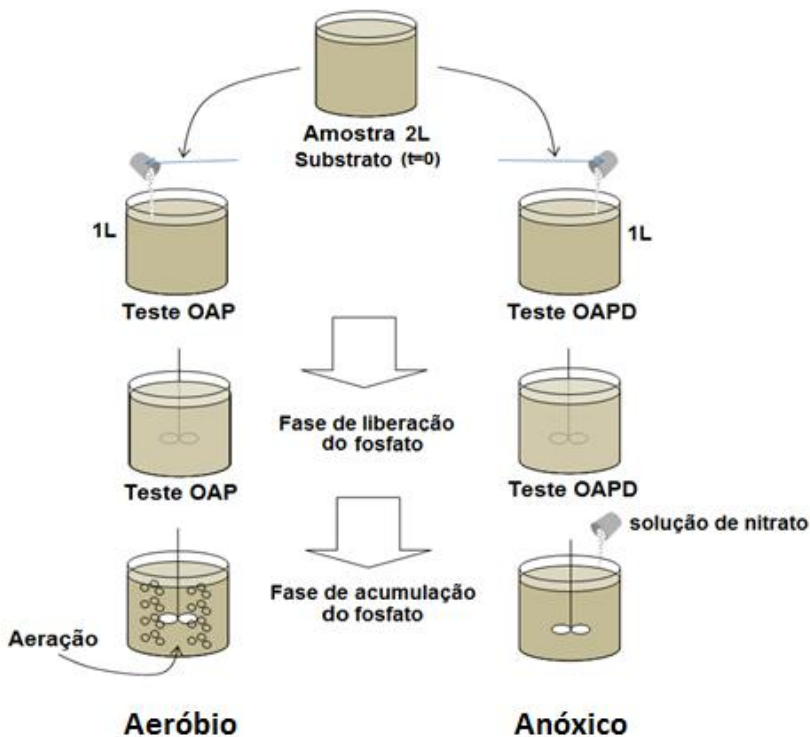 Amostra 2L
Substrato (t=0)
1L
1L
Teste OAP
Teste OAPD
Fase de liberação
do fosfato
Teste OAP
Teste OAPD
solução de nitrato
Fase de acumulação
do fosfato
Aeração
Aeróbio
Anóxico